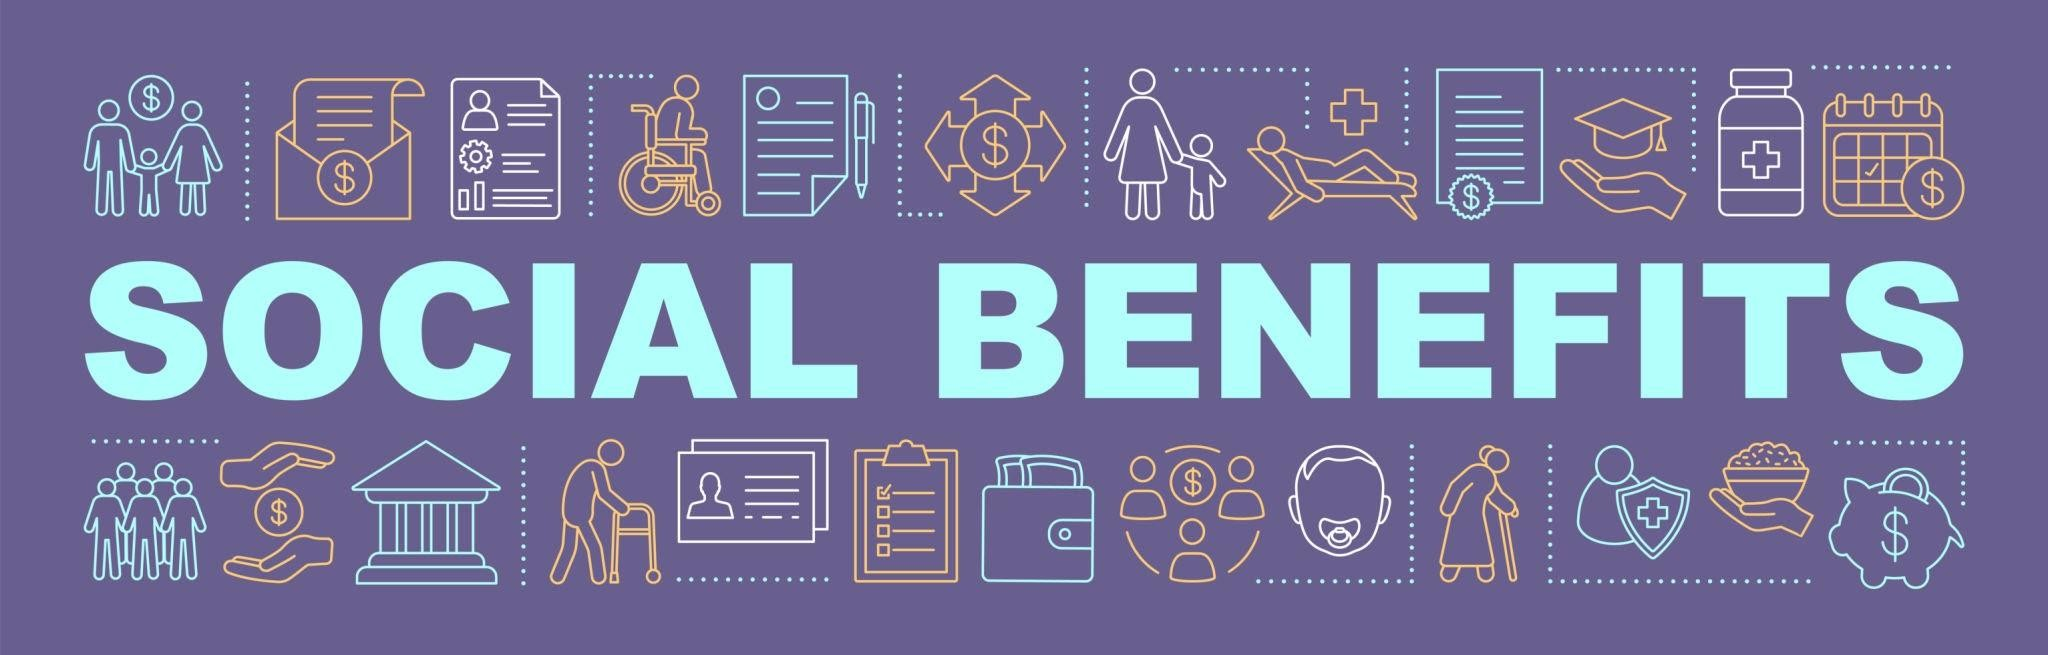 $ $ $ $ $
SOCIAL BENEFITS
$ $ $